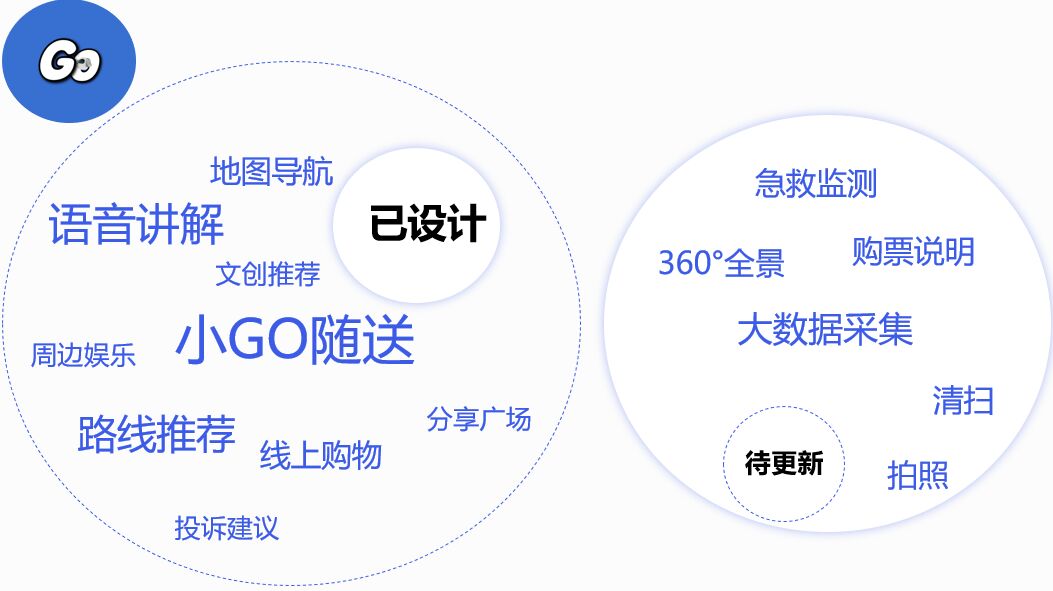 Go
地图导航
语音讲解
已设计
文创推荐
小GO随送
周边娱乐
路线推荐
分享广场
线上购物
投诉建议
急救监测
360°全景
购票说明
大数据采集
清扫
待更新
拍照